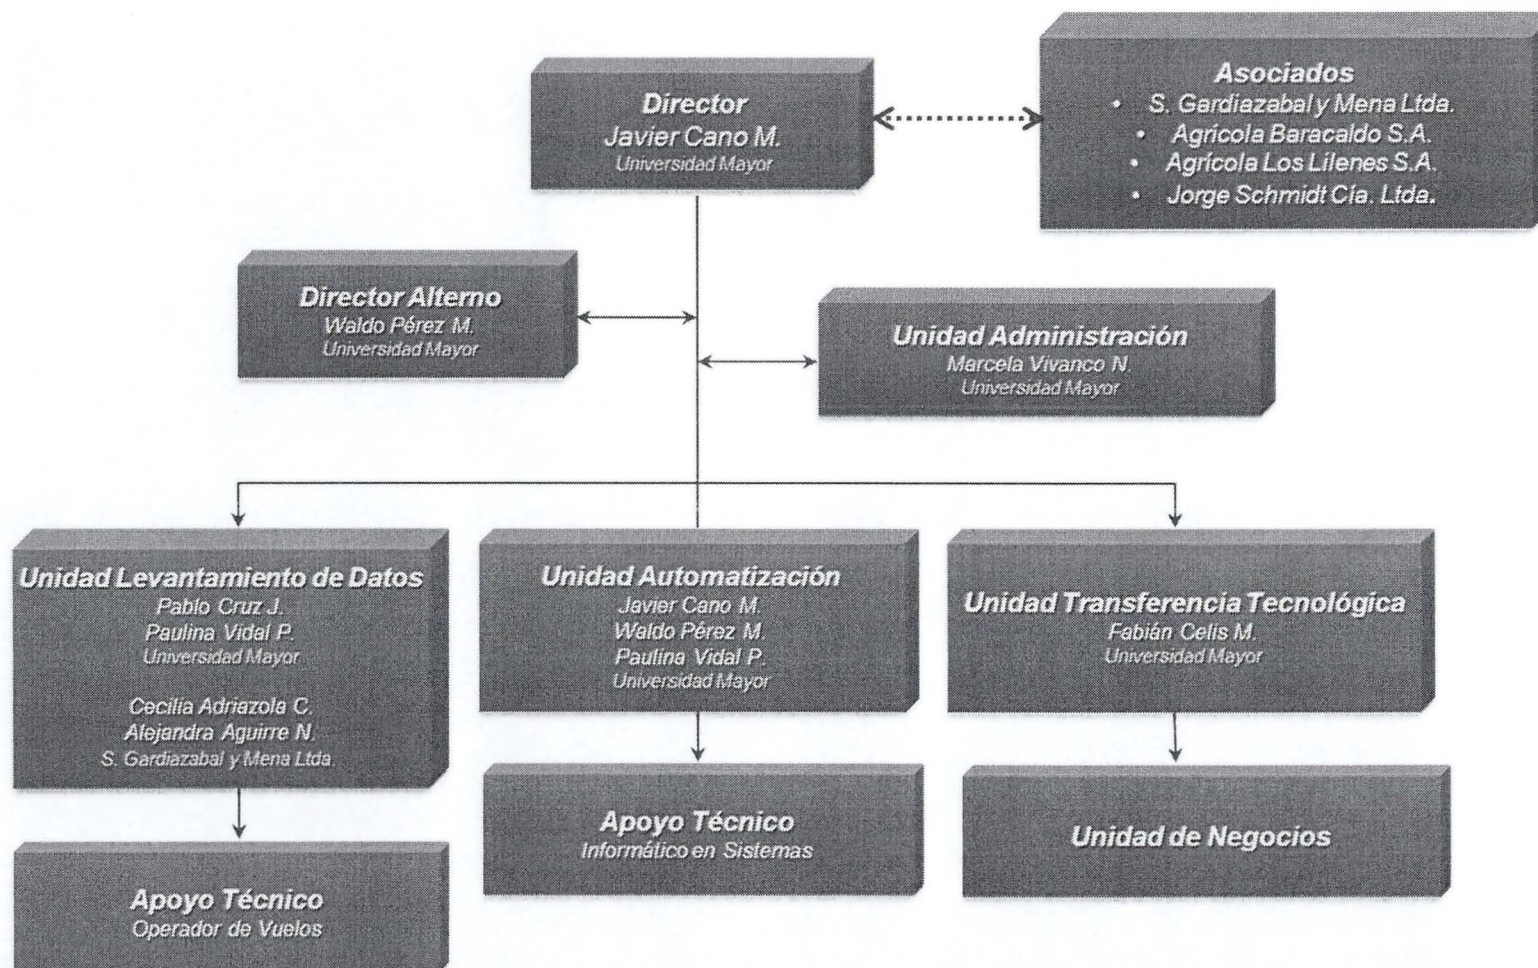 Director
Javier Cano M.
Universidad Mayor
Asociados
• S. Gardiazabal y Mena Ltda.
• Agrícola Baracaldo S.A.
• Agrícola Los Lilenes S.A.
• Jorge Schmidt Cía. Ltda.
Director Alterno
Waldo Pérez M.
Universidad Mayor
Unidad Administración
Marcela Vivanco N.
Universidad Mayor
Unidad Levantamiento de Datos
Pablo Cruz J.
Paulina Vidal P.
Universidad Mayor
Cecilia Adriazola C.
Alejandra Aguirre N.
S. Gardiazabal y Mena Ltda.
Unidad Automatización
Javier Cano M.
Waldo Pérez M.
Paulina Vidal P.
Universidad Mayor
Unidad Transferencia Tecnológica
Fabián Celis M.
Universidad Mayor
Apoyo Técnico
Operador de Vuelos
Apoyo Técnico
Informático en Sistemas
Unidad de Negocios